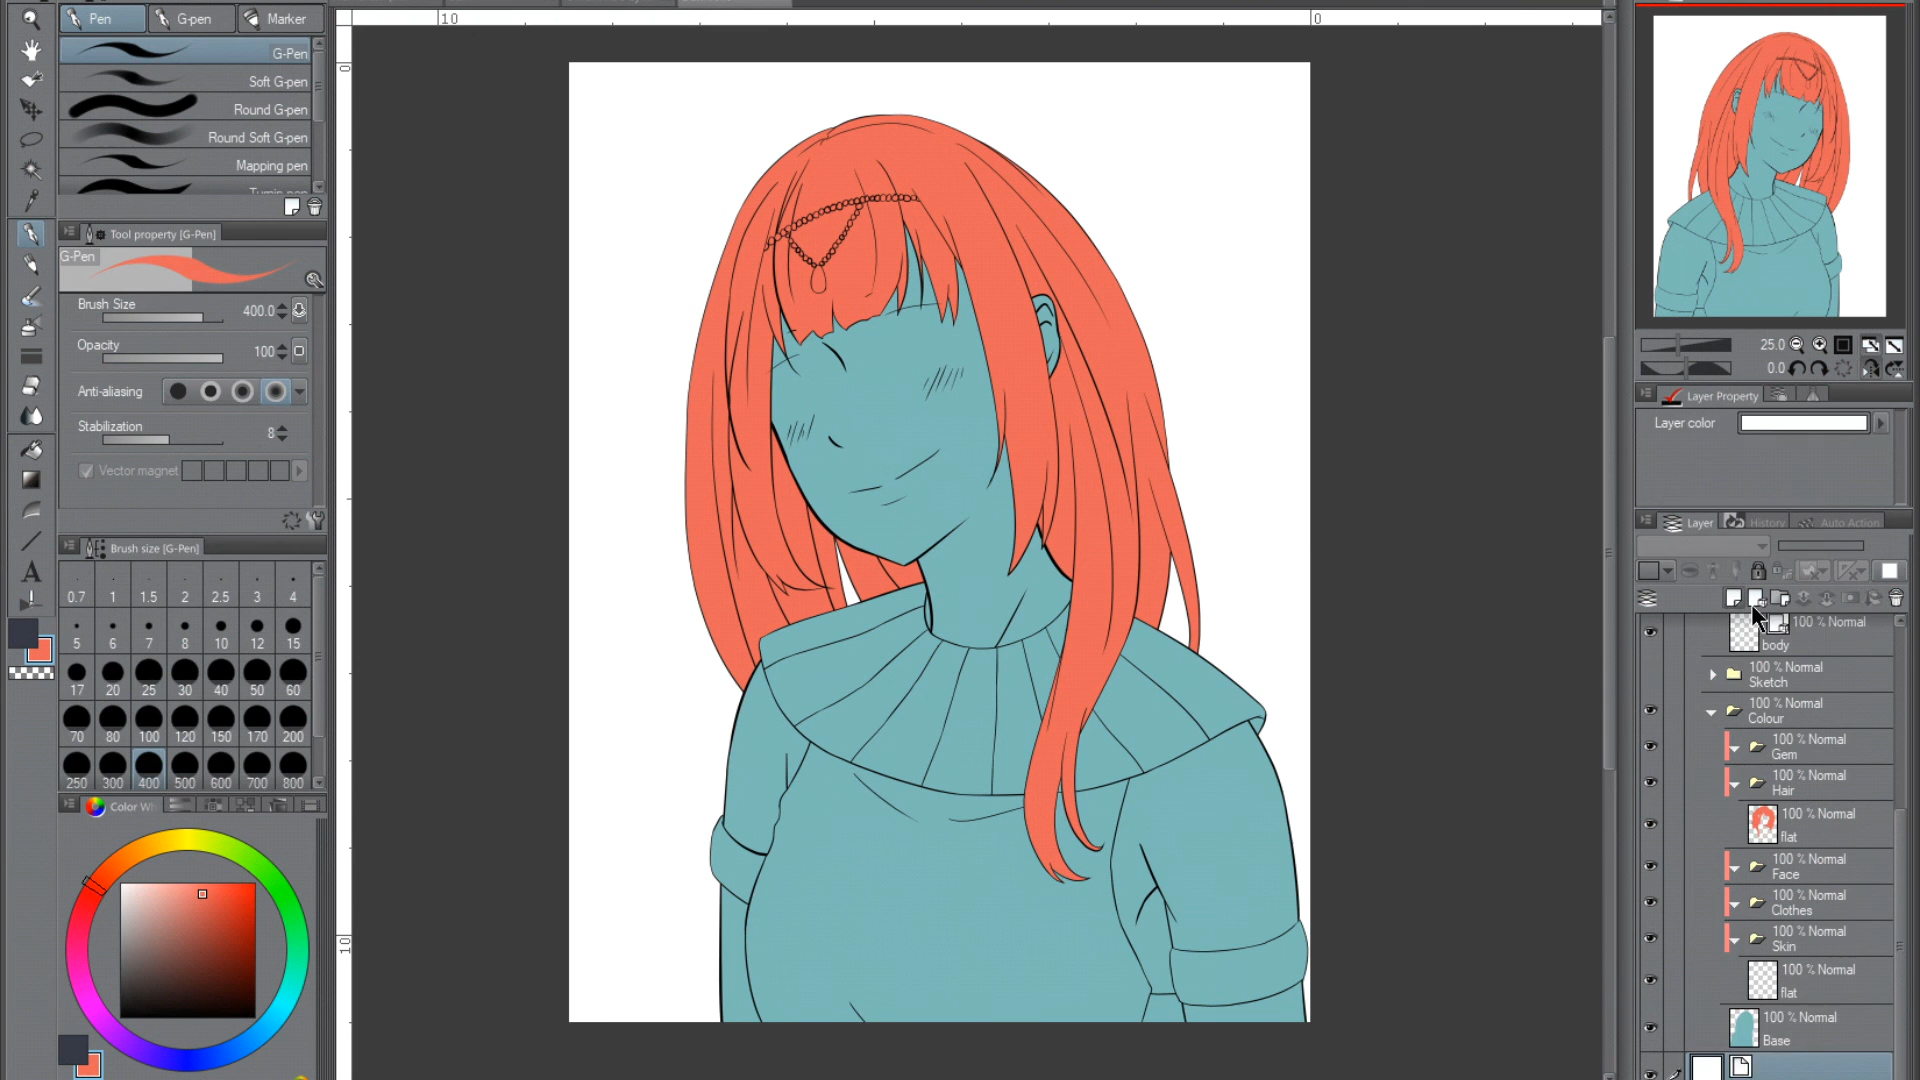 Pen
G-pen
Marker
G-Pen
Soft G-pen
Round G-pen
Round Soft G-pen
Mapping pen
Tool property [G-Pen]
G-Pen
Brush Size
400.0
Opacity
100
Anti-aliasing
Stabilization
8
Vector magnet
Brush size [G-Pen]
0.7 1 1.5 2 2.5 3 4
5 6 7 8 10 12 15
17 20 25 30 40 50 60
70 80 100 120 150 170 200
250 300 400 500 600 700 800
Color W
10
0
0
10
25.0
0.0
Layer Property
Layer color
Layer
History
Auto Action
100 % Normal
body
100 % Normal
Sketch
100 % Normal
Colour
100 % Normal
Gem
100 % Normal
Hair
100 % Normal
flat
100 % Normal
Face
100 % Normal
Clothes
100 % Normal
Skin
100 % Normal
flat
100 % Normal
Base